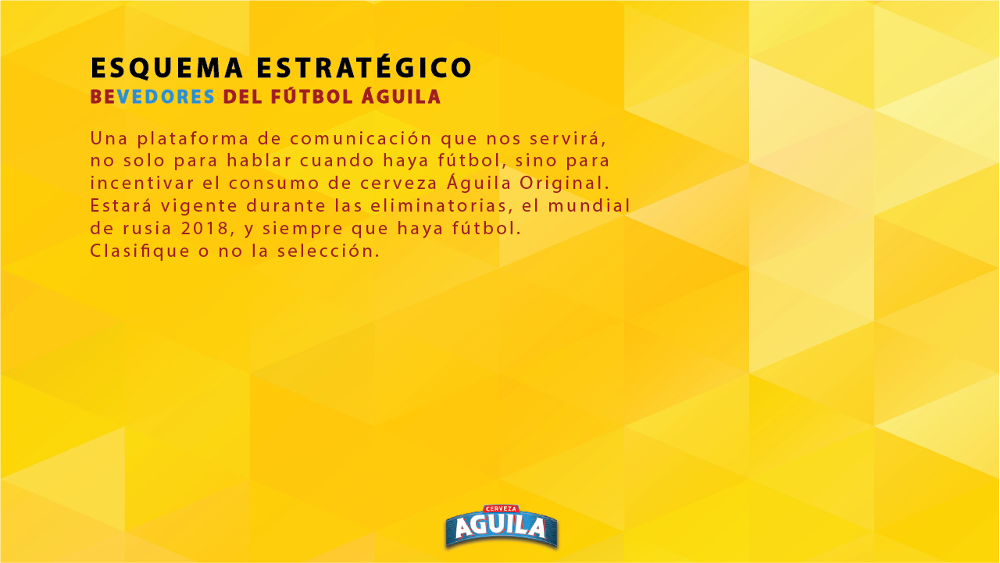 ESQUEMA ESTRATÉGICO
BEVEDORES DEL FÚTBOL ÁGUILA
Una plataforma de comunicación que nos servirá,
no solo para hablar cuando haya fútbol, sino para
incentivar el consumo de cerveza Águila Original.
Estará vigente durante las eliminatorias, el mundial
de rusia 2018, y siempre que haya fútbol.
Clasifique o no la selección.
CERVEZA
AGUILA